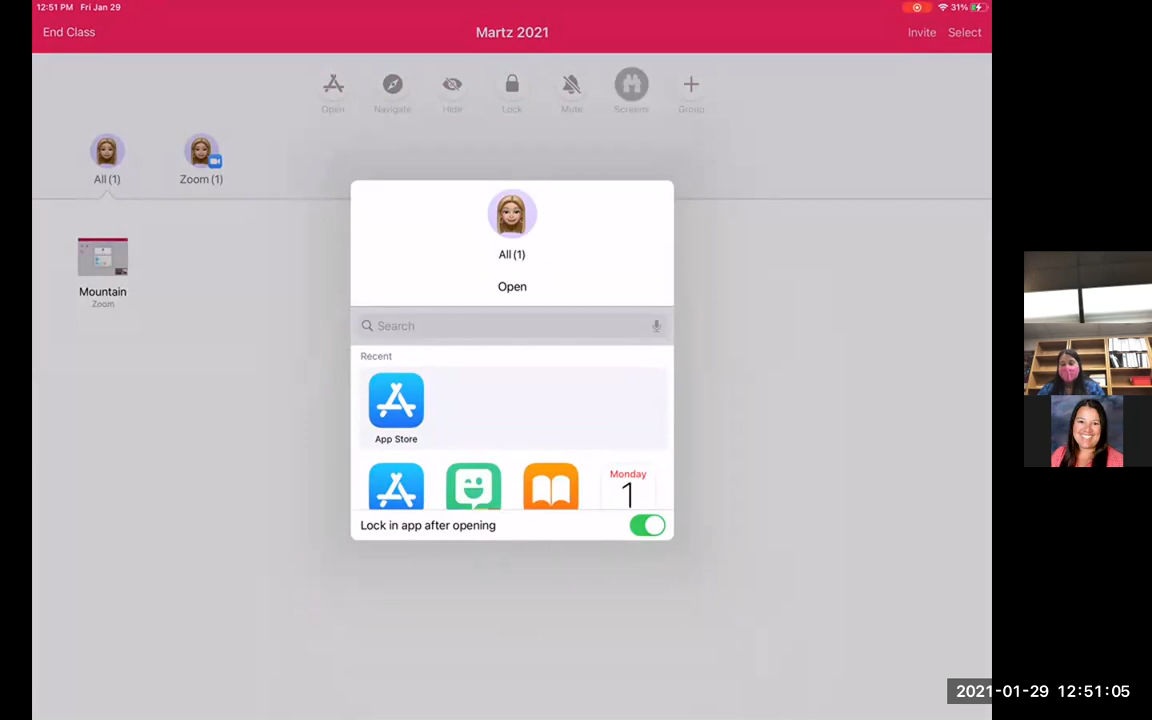 12:51 PM Fri Jan 29
31%
End Class
Martz 2021
Invite Select
Open Navigate Hide Lock Mute Screens Group
All (1) Zoom (1)
Mountain
Zoom
All (1)
Open
Search
Recent
App Store
Monday
1
Lock in app after opening
2021-01-29 12:51:05